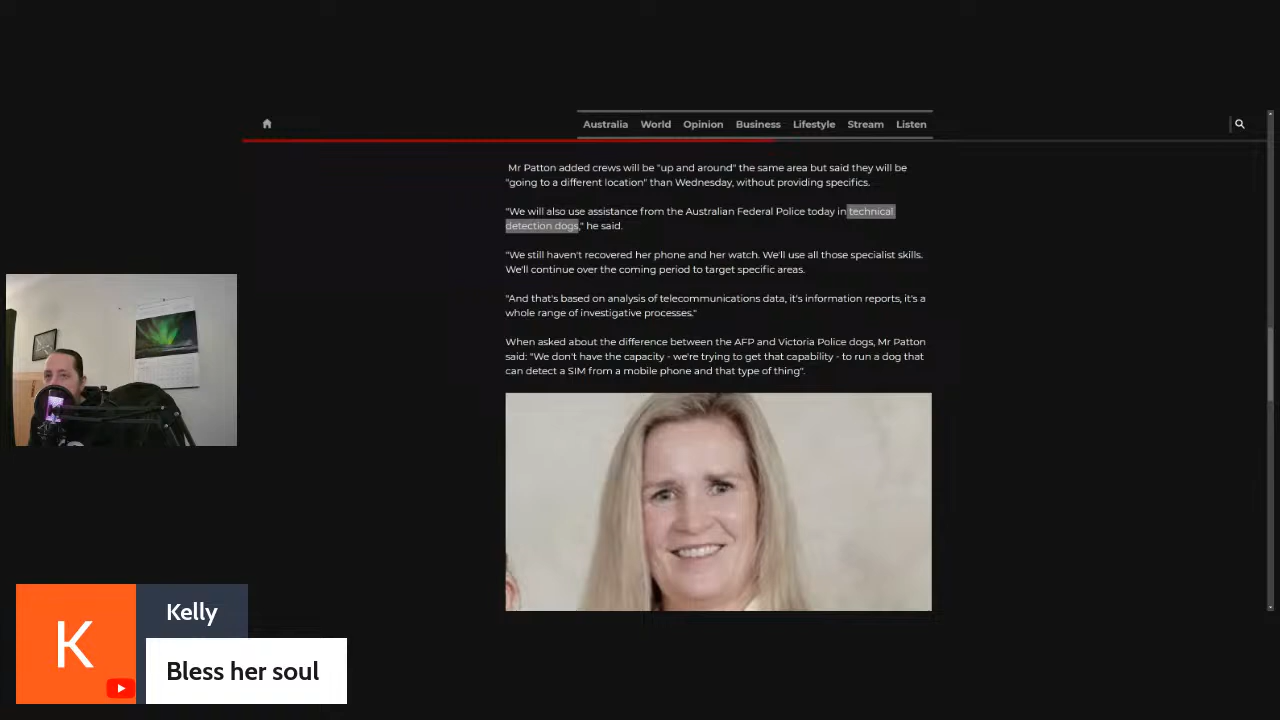 Australia World Opinion Business Lifestyle Stream Listen
Mr Patton added crews will be "up and around" the same area but said they will be
"going to a different location" than Wednesday, without providing specifics.
"We will also use assistance from the Australian Federal Police today in technical
detection dogs," he said.
"We still haven't recovered her phone and her watch. We'll use all those specialist skills.
We'll continue over the coming period to target specific areas.
"And that's based on analysis of telecommunications data, it's information reports, it's a
whole range of investigative processes."
When asked about the difference between the AFP and Victoria Police dogs, Mr Patton
said: "We don't have the capacity - we're trying to get that capability - to run a dog that
can detect a SIM from a mobile phone and that type of thing".
K
Kelly
Bless her soul